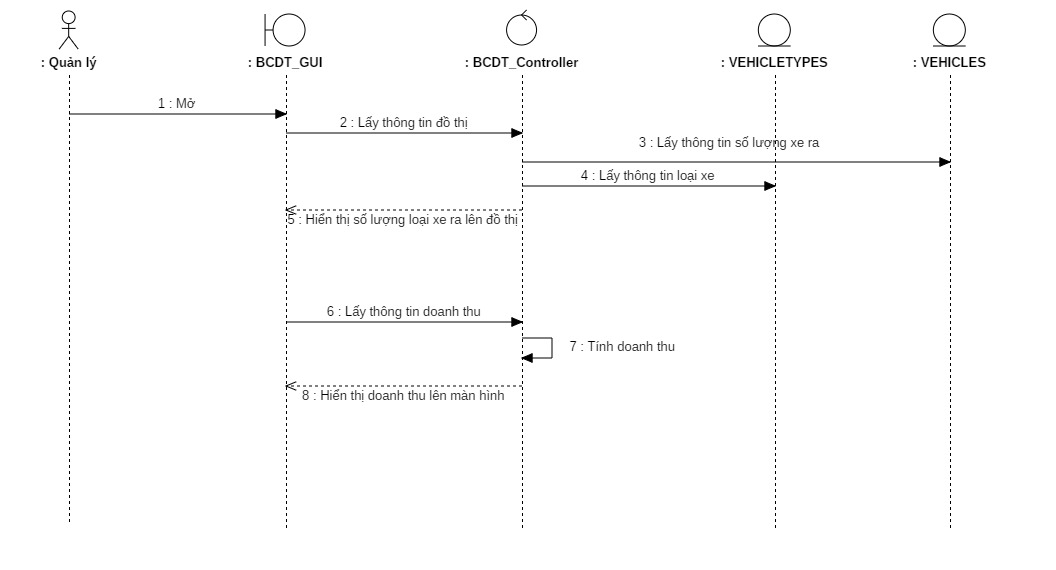 : Quản lý
: BCDT_GUI
: BCDT_Controller
: VEHICLETYPES
: VEHICLES
1 : Mở
2 : Lấy thông tin đồ thị
3 : Lấy thông tin số lượng xe ra
4 : Lấy thông tin loại xe
5 : Hiển thị số lượng loại xe ra lên đồ thị
6 : Lấy thông tin doanh thu
7 : Tính doanh thu
8 : Hiển thị doanh thu lên màn hình